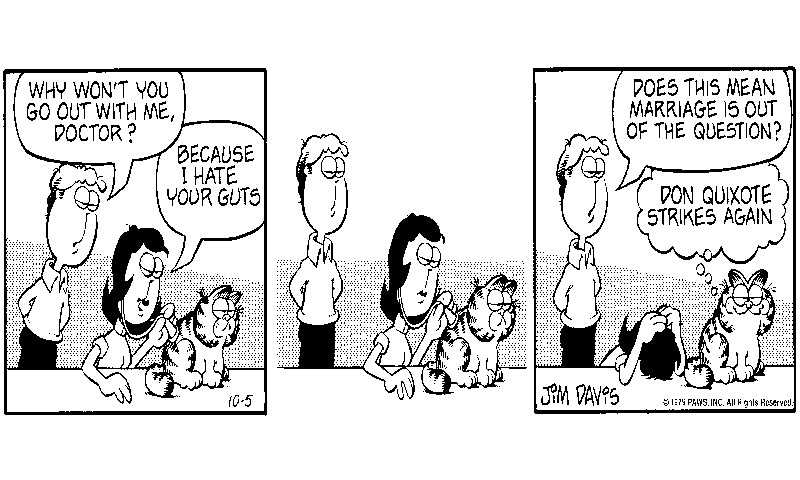 WHY WON'T YOU
GO OUT WITH ME,
DOCTOR?
BECAUSE
I HATE
YOUR GUTS
10-5
DOES THIS MEAN
MARRIAGE IS OUT
OF THE QUESTION?
DON QUIXOTE
STRIKES AGAIN
JIM DAVIS
© 1979 PAWS, INC. All Rights Reserved.